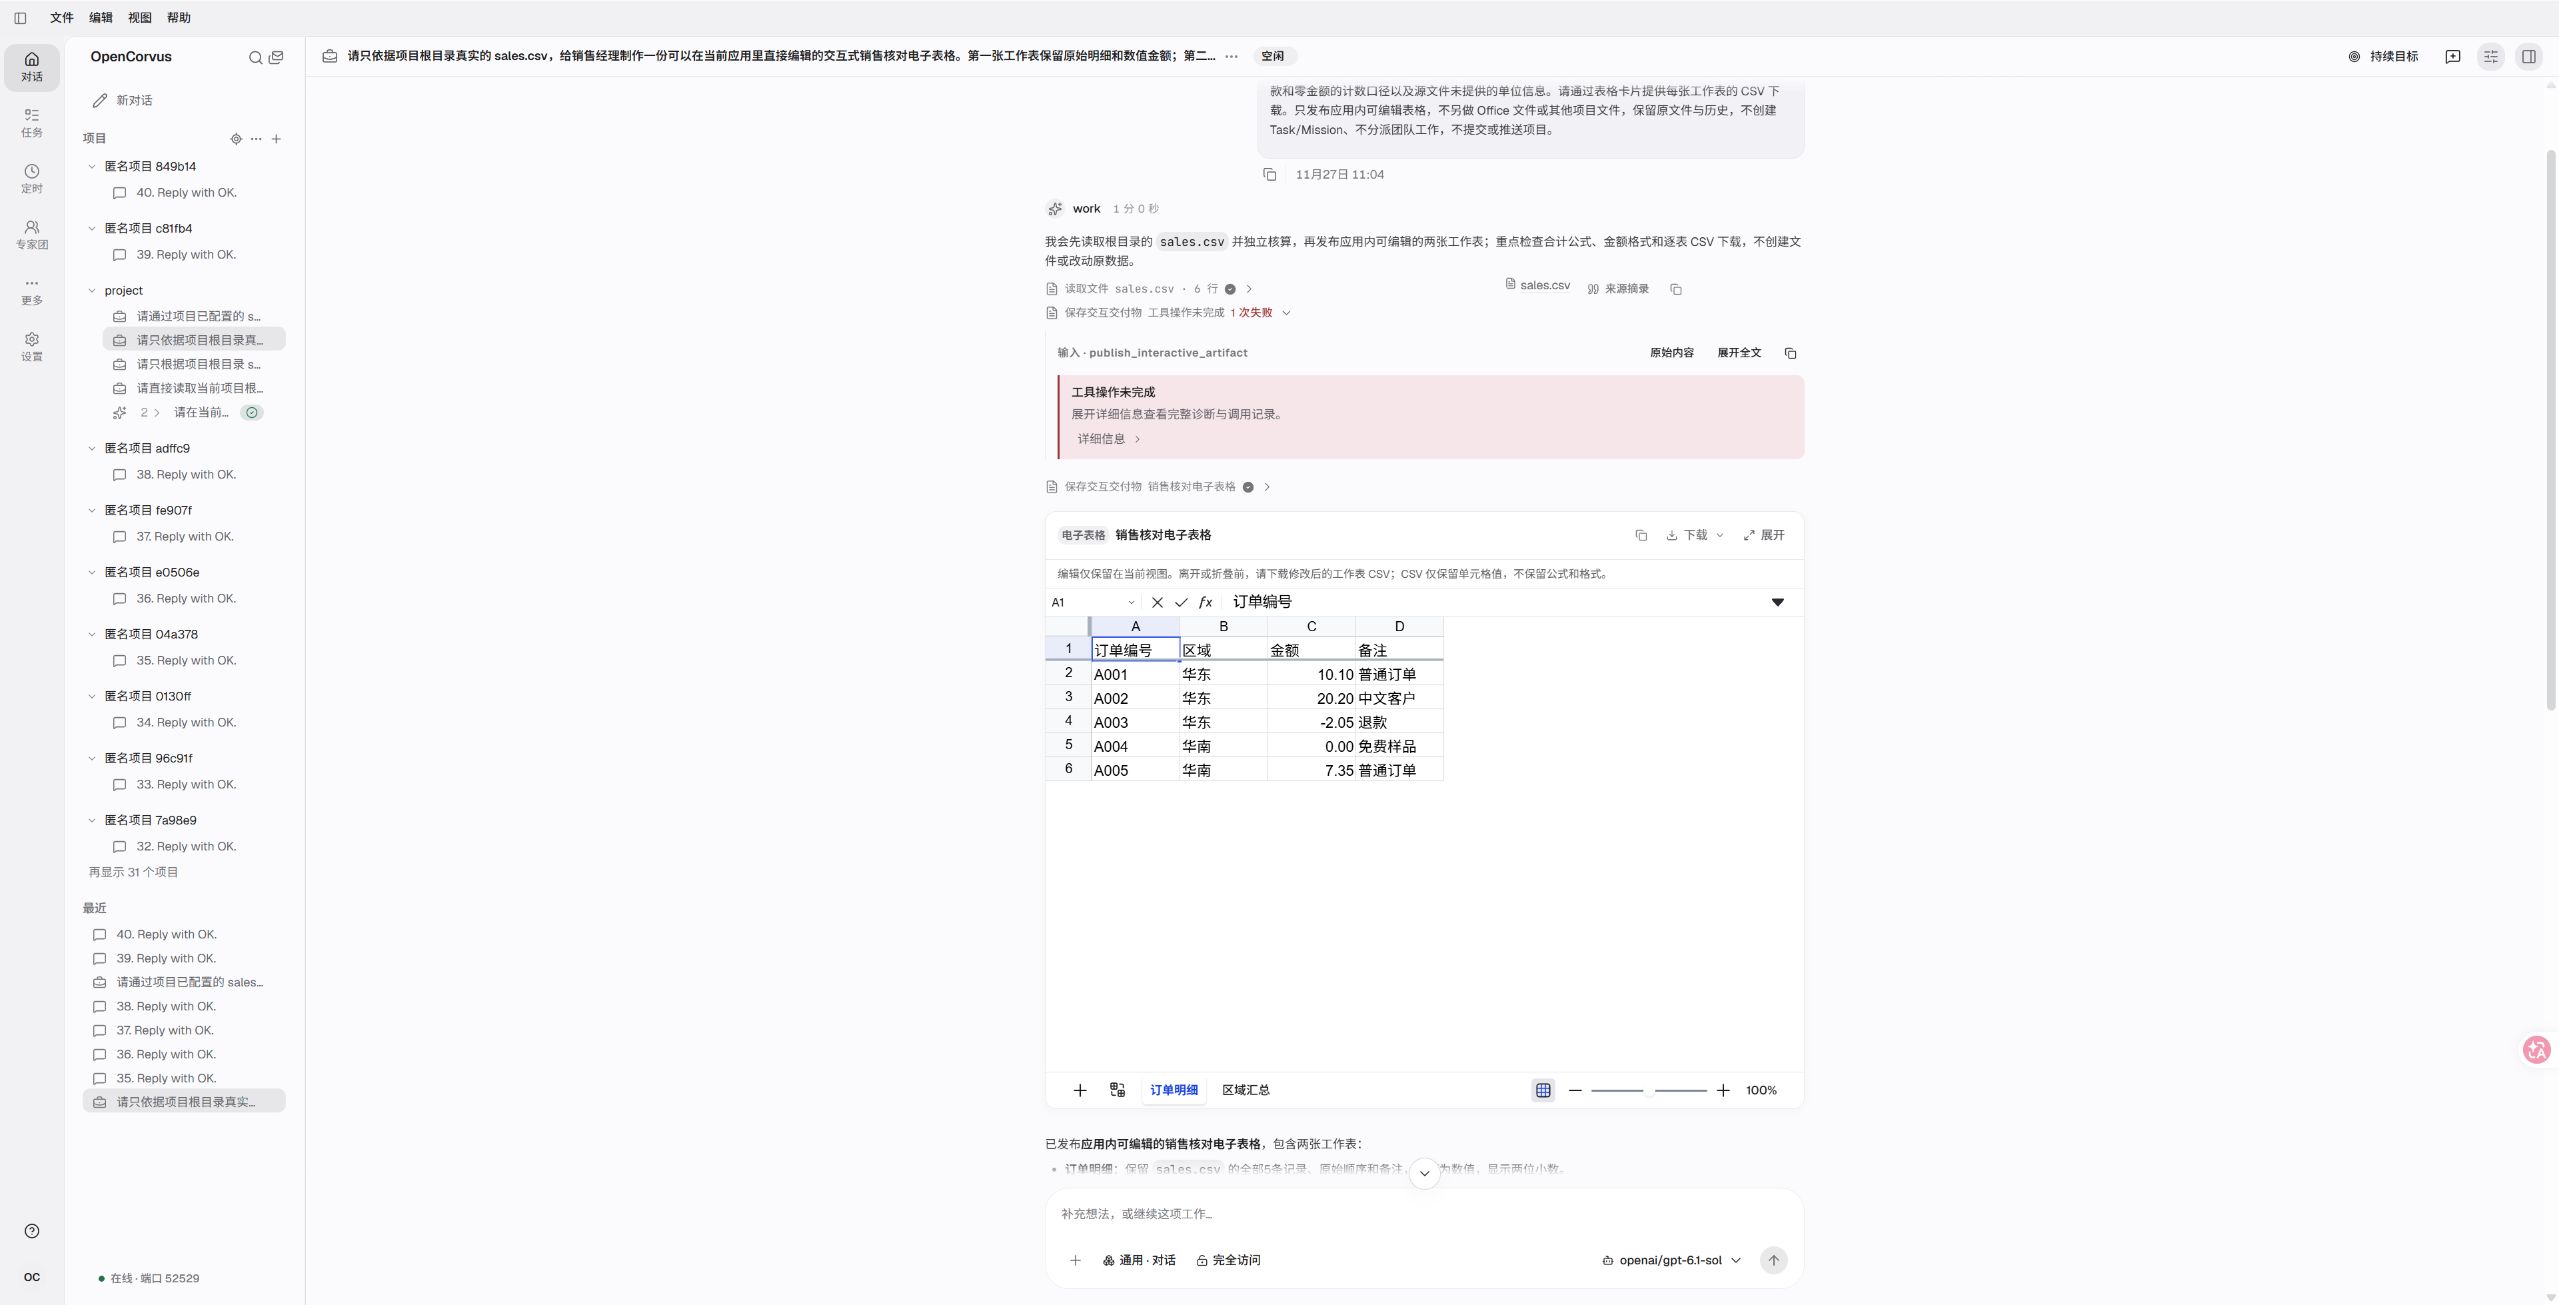 文件 编辑 视图 帮助
对话
任务
定时
专家团
更多
设置
OC
OpenCorvus
新对话
项目
匿名项目 849b14
40. Reply with OK.
匿名项目 c81fb4
39. Reply with OK.
project
请通过项目已配置的 s...
请只依据项目根目录真...
请只根据项目根目录 s...
请直接读取当前项目根...
2 请在当前...
匿名项目 adffc9
38. Reply with OK.
匿名项目 fe907f
37. Reply with OK.
匿名项目 e0506e
36. Reply with OK.
匿名项目 04a378
35. Reply with OK.
匿名项目 0130ff
34. Reply with OK.
匿名项目 96c91f
33. Reply with OK.
匿名项目 7a98e9
32. Reply with OK.
再显示 31 个项目
最近
40. Reply with OK.
39. Reply with OK.
请通过项目已配置的 sales...
38. Reply with OK.
37. Reply with OK.
36. Reply with OK.
35. Reply with OK.
请只依据项目根目录真实...
在线 · 端口 52529
请只依据项目根目录真实的 sales.csv，给销售经理制作一份可以在当前应用里直接编辑的交互式销售核对电子表格。第一张工作表保留原始明细和数值金额；第二... 空闲
持续目标
款和零金额的计数口径以及源文件未提供的单位信息。请通过表格卡片提供每张工作表的 CSV 下
载。只发布应用内可编辑表格，不另做 Office 文件或其他项目文件，保留原文件与历史，不创建
Task/Mission、不分派团队工作，不提交或推送项目。
11月27日 11:04
work 1 分 0 秒
我会先读取根目录的 sales.csv 并独立核算，再发布应用内可编辑的两张工作表；重点检查合计公式、金额格式和逐表 CSV 下载，不创建文
件或改动原数据。
读取文件 sales.csv · 6 行
sales.csv 来源摘录
保存交互交付物 工具操作未完成 1 次失败
输入 · publish_interactive_artifact 原始内容 展开全文
工具操作未完成
展开详细信息查看完整诊断与调用记录。
详细信息
保存交互交付物 销售核对电子表格
电子表格 销售核对电子表格 下载 展开
编辑仅保留在当前视图。离开或折叠前，请下载修改后的工作表 CSV；CSV 仅保留单元格值，不保留公式和格式。
A1 fx 订单编号
A B C D
1 订单编号 区域 金额 备注
2 A001 华东 10.10 普通订单
3 A002 华东 20.20 中文客户
4 A003 华东 -2.05 退款
5 A004 华南 0.00 免费样品
6 A005 华南 7.35 普通订单
订单明细 区域汇总 100%
已发布应用内可编辑的销售核对电子表格，包含两张工作表：
订单明细：保留 sales.csv 的全部5条记录、原始顺序和备注，为数值，显示两位小数。
补充想法，或继续这项工作...
通用 · 对话 完全访问 openai/gpt-6.1-sol